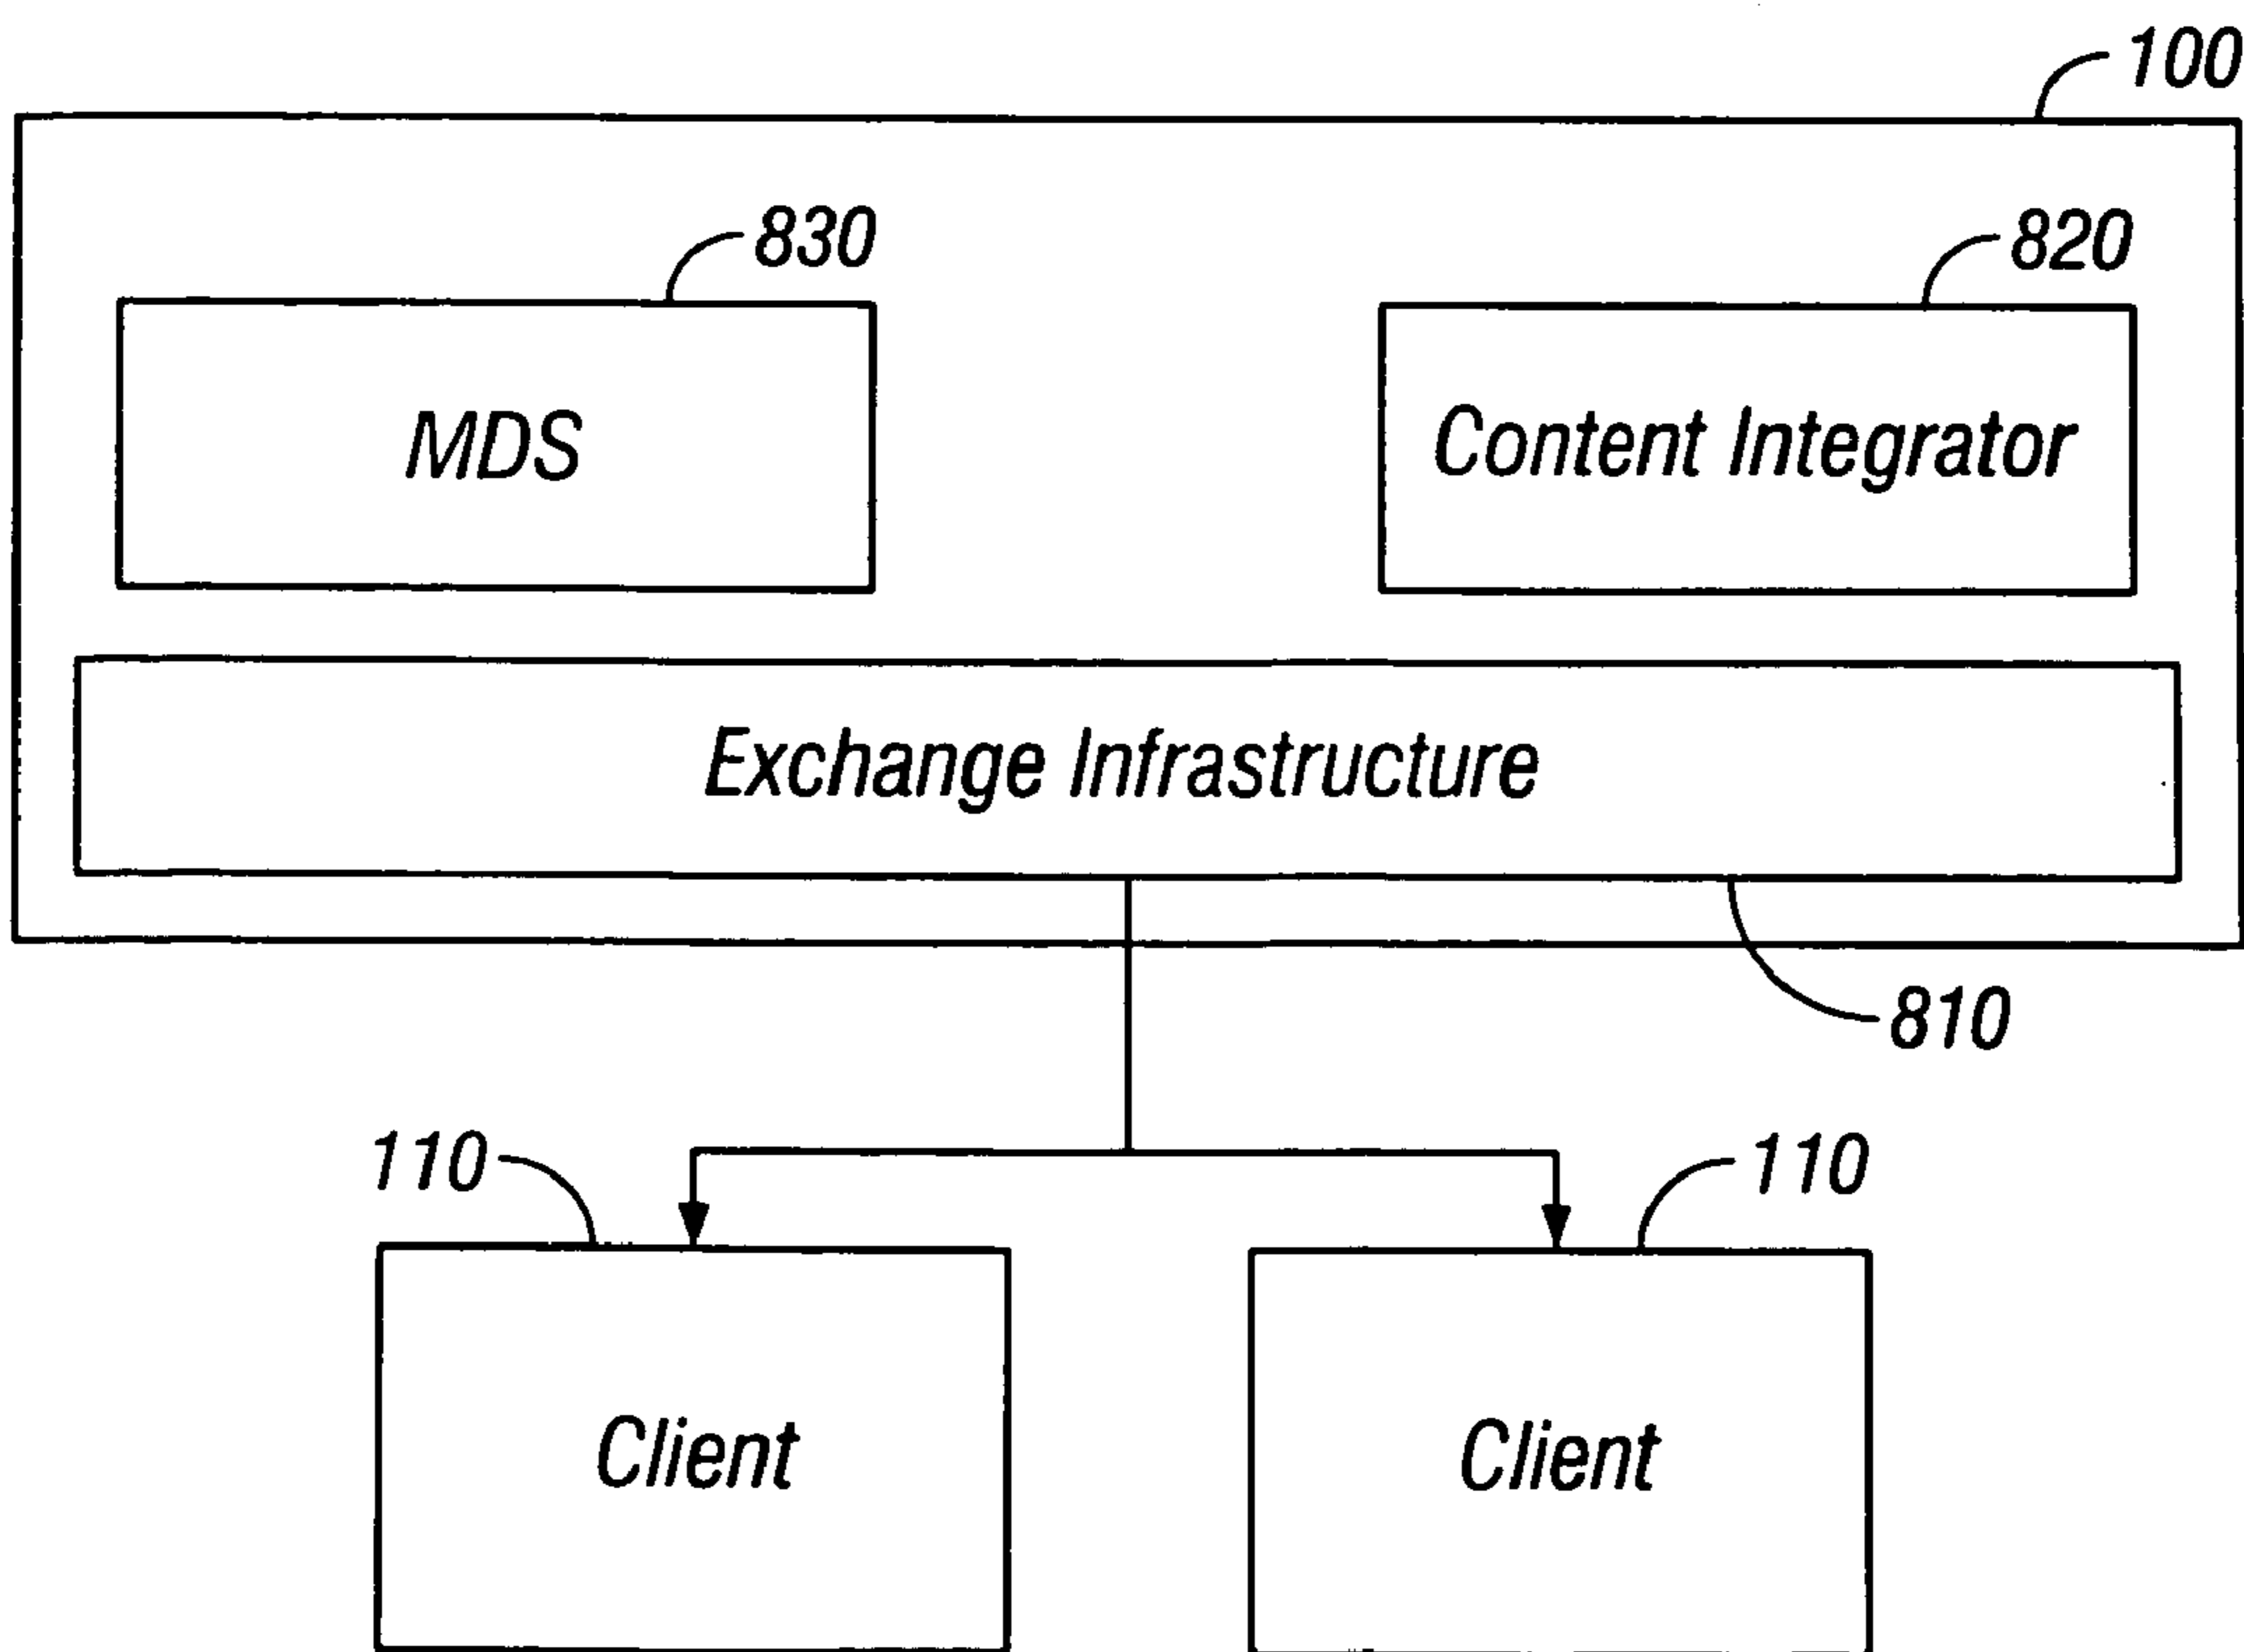 100
830
820
MDS
Content Integrator
Exchange Infrastructure
810
110
110
Client
Client